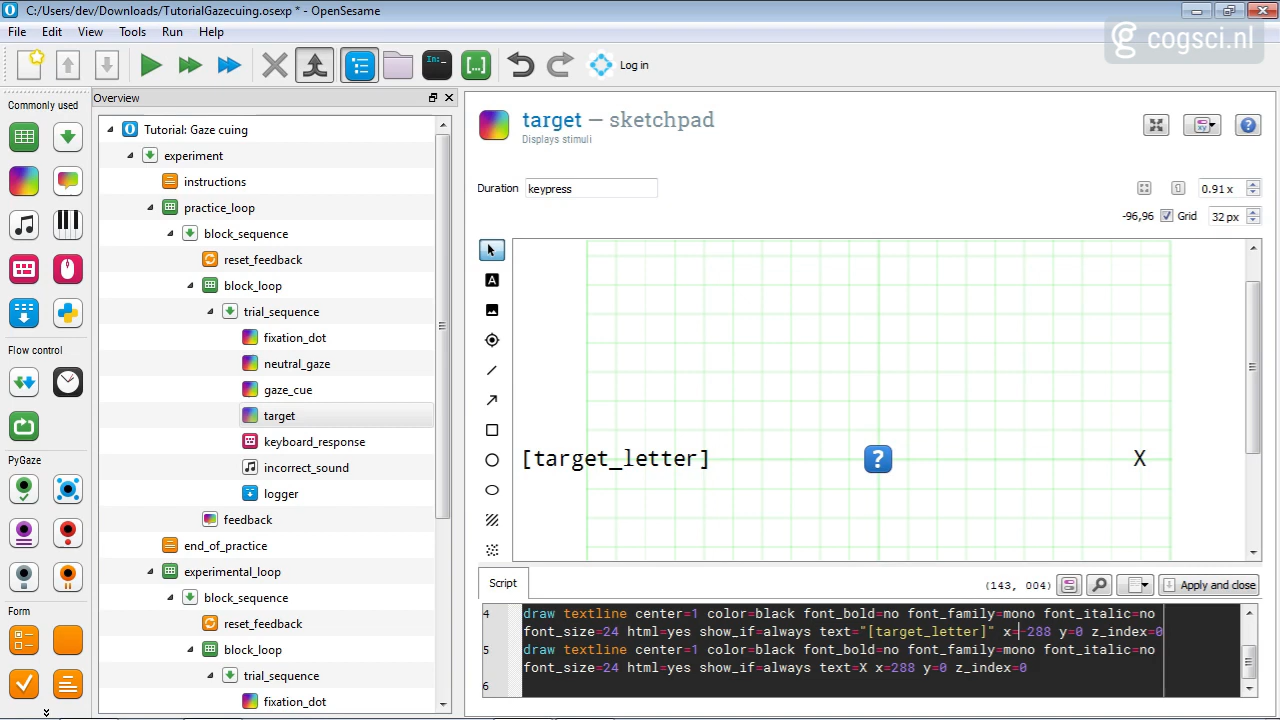 C:/Users/dev/Downloads/TutorialGazecuing.osexp * - OpenSesame
File Edit View Tools Run Help
cogsci.nl
In:_
[...]
Log in
Commonly used
Flow control
PyGaze
Form
Overview
Tutorial: Gaze cuing
experiment
instructions
practice_loop
block_sequence
reset_feedback
block_loop
trial_sequence
fixation_dot
neutral_gaze
gaze_cue
target
keyboard_response
incorrect_sound
logger
feedback
end_of_practice
experimental_loop
block_sequence
reset_feedback
block_loop
trial_sequence
fixation_dot
target — sketchpad
Displays stimuli
Duration keypress
0.91 x
-96,96 Grid 32 px
[target_letter] ? X
Script
(143, 004)
Apply and close
4 draw textline center=1 color=black font_bold=no font_family=mono font_italic=no
font_size=24 html=yes show_if=always text="[target_letter]" x=-288 y=0 z_index=0
5 draw textline center=1 color=black font_bold=no font_family=mono font_italic=no
font_size=24 html=yes show_if=always text=X x=288 y=0 z_index=0
6